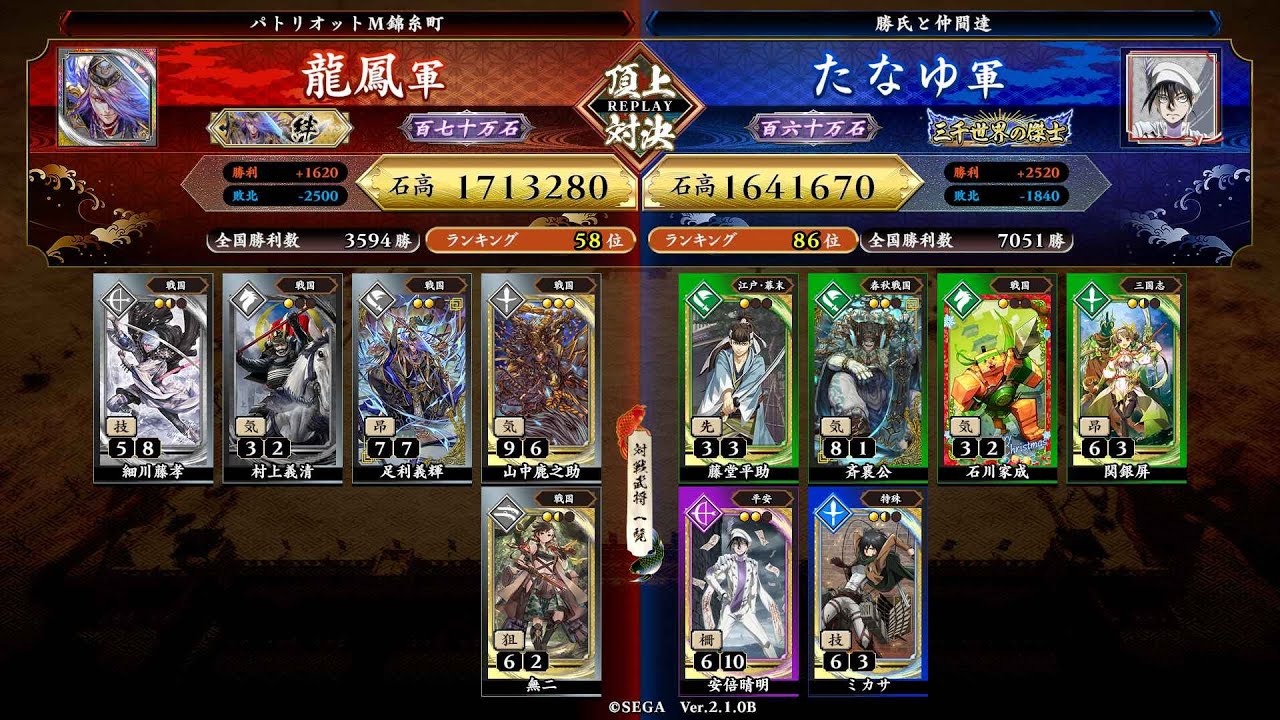 パトリオットM錦糸町
勝氏と仲間達
龍鳳軍
頂上
REPLAY
対決
たなゆ軍
絆
百七十万石
百六十万石
三千世界の傑士
勝利 +1620
敗北 -2500
石高 1713280
石高 1641670
勝利 +2520
敗北 -1840
全国勝利数 3594勝
ランキング 58位
ランキング 86位
全国勝利数 7051勝
戦国
技
5 8
細川藤孝
戦国
気
3 2
村上義清
戦国
昂
7 7
足利義輝
戦国
気
9 6
山中鹿之助
対戦武将一覧
江戸・幕末
先
3 3
藤堂平助
春秋戦国
気
8 1
斉襄公
戦国
気
3 2
Christmas
石川家成
三国志
昂
6 3
関銀屏
戦国
狙
6 2
無二
平安
柵
6 10
安倍晴明
特殊
技
6 3
ミカサ
©SEGA Ver.2.1.0B